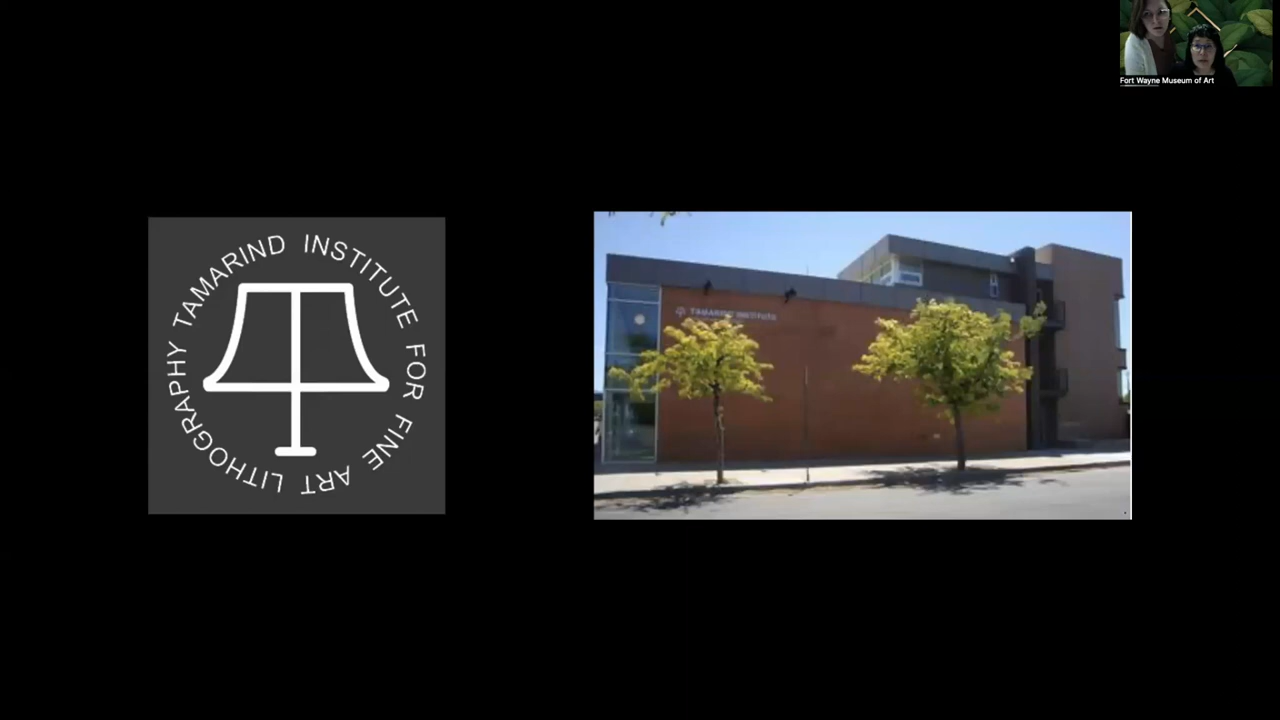 Fort Wayne Museum of Art
TAMARIND INSTITUTE FOR FINE ART LITHOGRAPHY
TAMARIND INSTITUTE